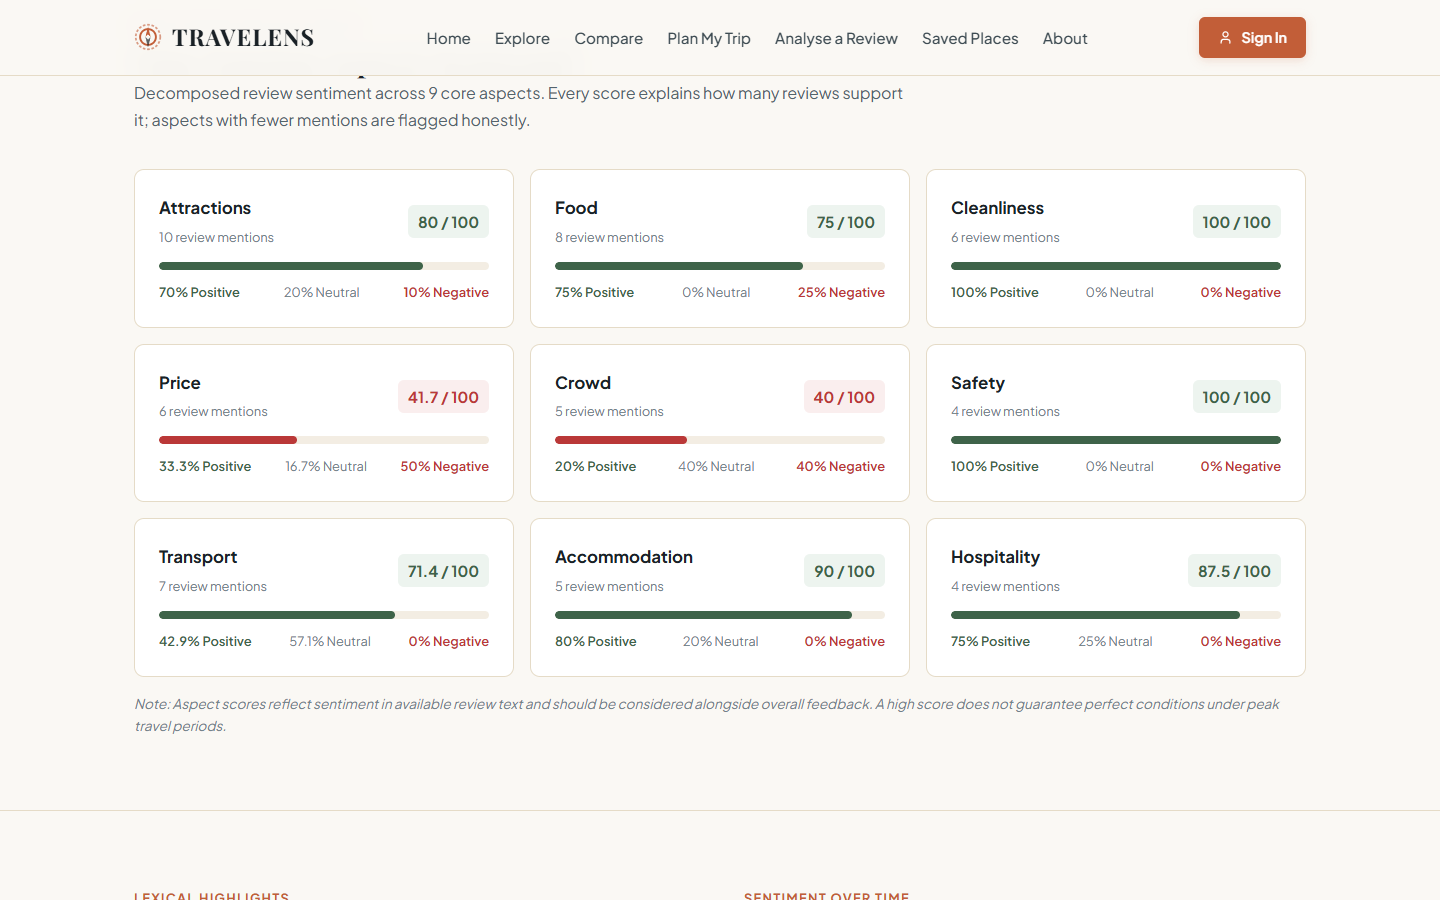 TRAVELENS
Home
Explore
Compare
Plan My Trip
Analyse a Review
Saved Places
About
Sign In
Decomposed review sentiment across 9 core aspects. Every score explains how many reviews support
it; aspects with fewer mentions are flagged honestly.
Attractions
10 review mentions
80 / 100
70% Positive
20% Neutral
10% Negative
Food
8 review mentions
75 / 100
75% Positive
0% Neutral
25% Negative
Cleanliness
6 review mentions
100 / 100
100% Positive
0% Neutral
0% Negative
Price
6 review mentions
41.7 / 100
33.3% Positive
16.7% Neutral
50% Negative
Crowd
5 review mentions
40 / 100
20% Positive
40% Neutral
40% Negative
Safety
4 review mentions
100 / 100
100% Positive
0% Neutral
0% Negative
Transport
7 review mentions
71.4 / 100
42.9% Positive
57.1% Neutral
0% Negative
Accommodation
5 review mentions
90 / 100
80% Positive
20% Neutral
0% Negative
Hospitality
4 review mentions
87.5 / 100
75% Positive
25% Neutral
0% Negative
Note: Aspect scores reflect sentiment in available review text and should be considered alongside overall feedback. A high score does not guarantee perfect conditions under peak
travel periods.
LEXICAL HIGHLIGHTS
SENTIMENT OVER TIME